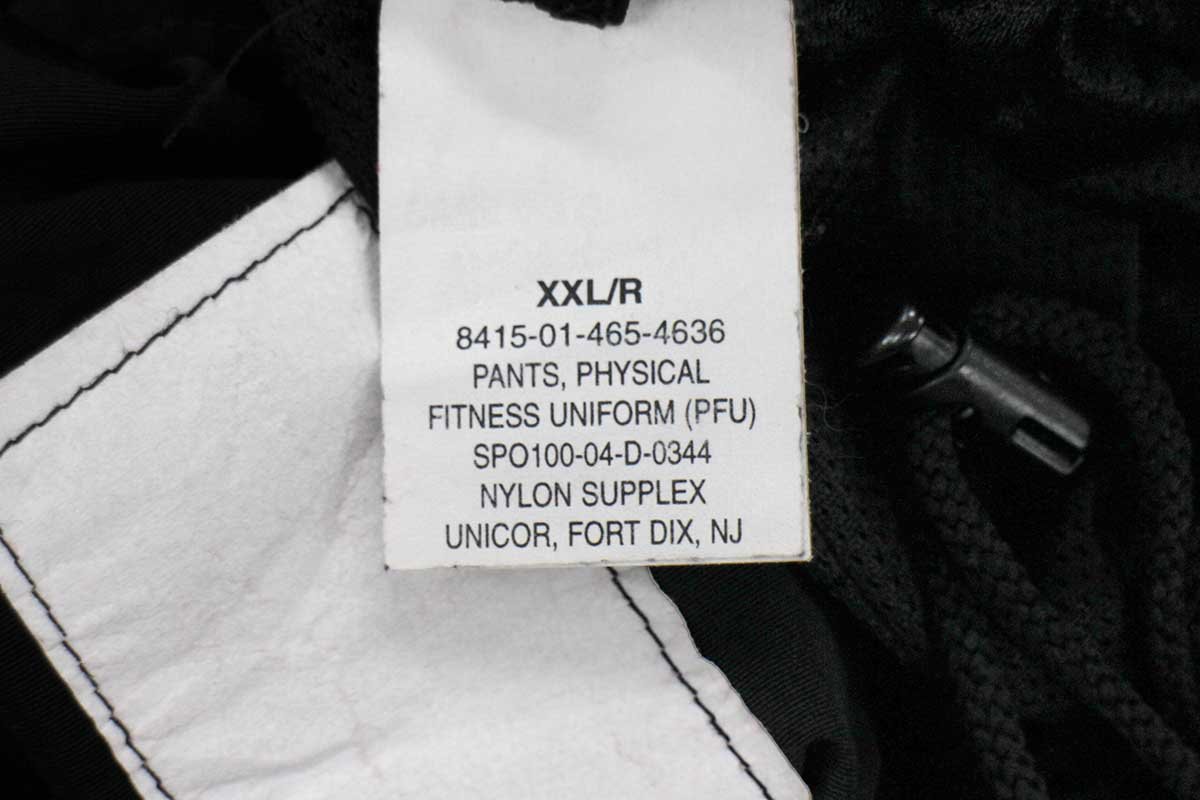 XXL/R
8415-01-465-4636
PANTS, PHYSICAL
FITNESS UNIFORM (PFU)
SPO100-04-D-0344
NYLON SUPPLEX
UNICOR, FORT DIX, NJ